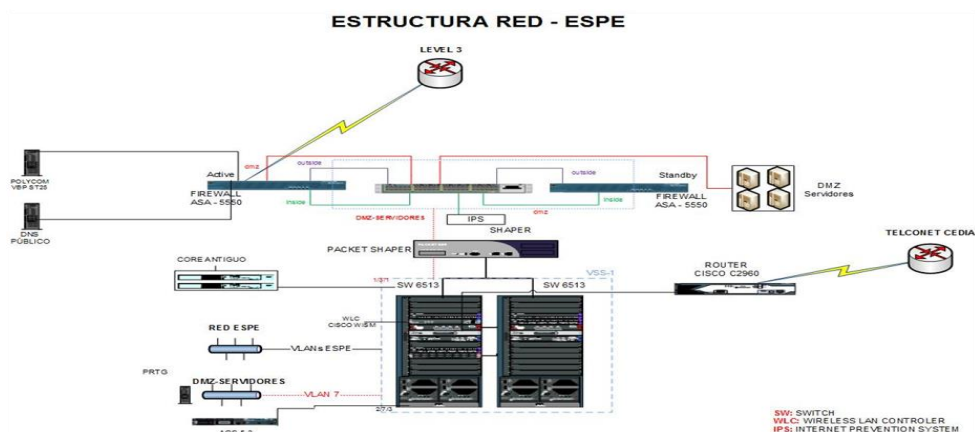 ESTRUCTURA RED - ESPE
LEVEL 3
POLYCOM
VBP ST25
DNS
PÚBLICO
Active
dmz
outside
FIREWALL
ASA - 5550
inside
outside
Standby
FIREWALL
ASA - 5550
inside
dmz
DMZ
Servidores
DMZ-SERVIDORES
IPS
SHAPER
PACKET SHAPER
TELCONET CEDIA
ROUTER
CISCO C2960
CORE ANTIGUO
VSS-1
SW 6513
SW 6513
WLC
CISCO WISM
RED ESPE
VLANs ESPE
PRTG
DMZ-SERVIDORES
VLAN 7
2/7/3
SW: SWITCH
WLC: WIRELESS LAN CONTROLER
IPS: INTERNET PREVENTION SYSTEM